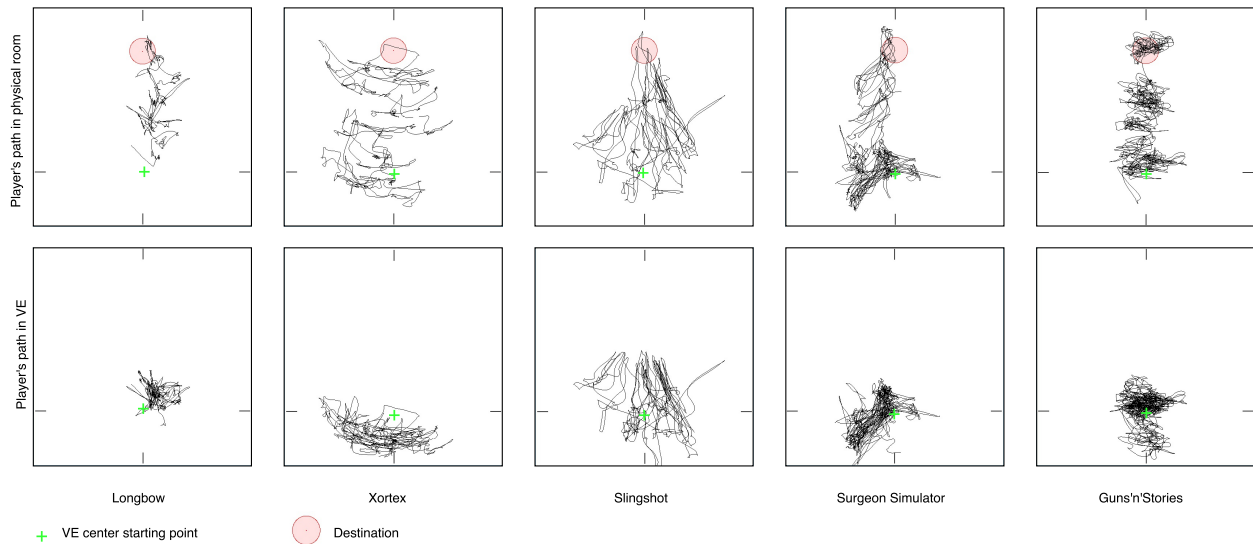 Player's path in physical room
Player's path in VE
Longbow
Xortex
Slingshot
Surgeon Simulator
Guns'n'Stories
VE center starting point
Destination